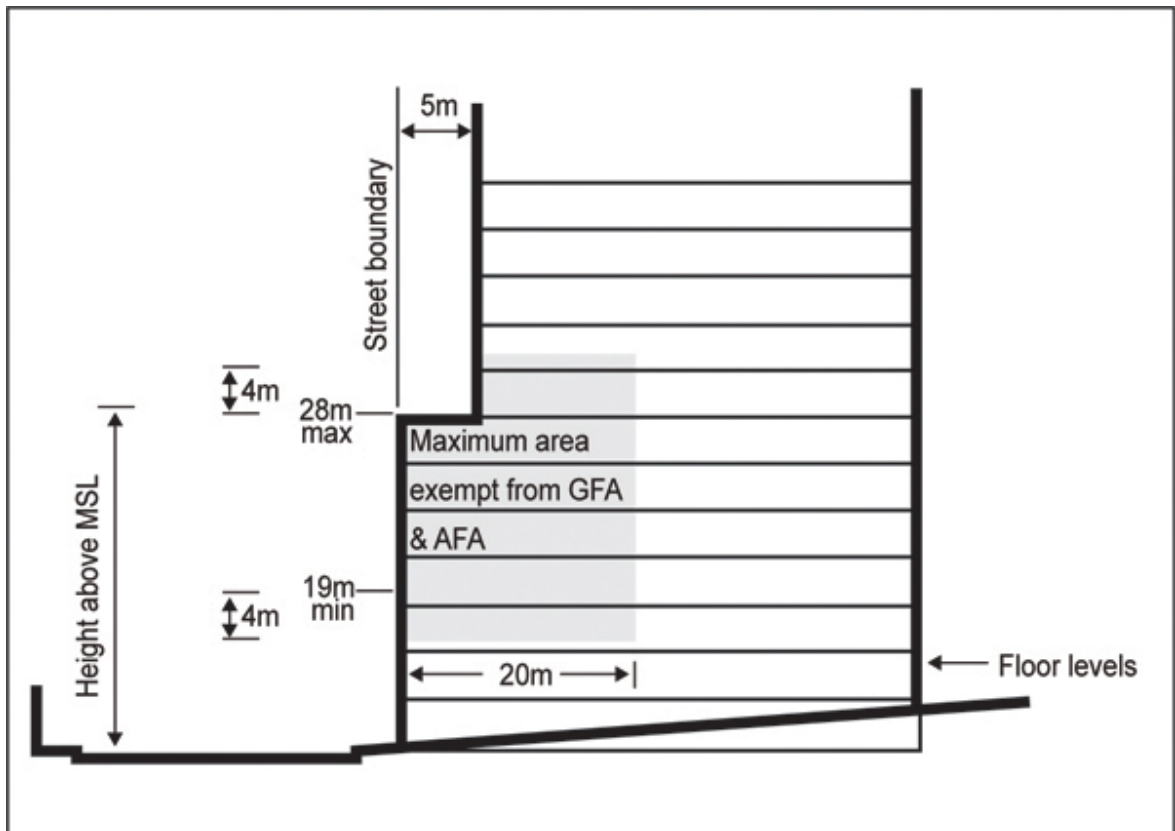 5m
Street boundary
4m
28m
max
Maximum area
exempt from GFA
& AFA
Height above MSL
19m
min
4m
20m
Floor levels